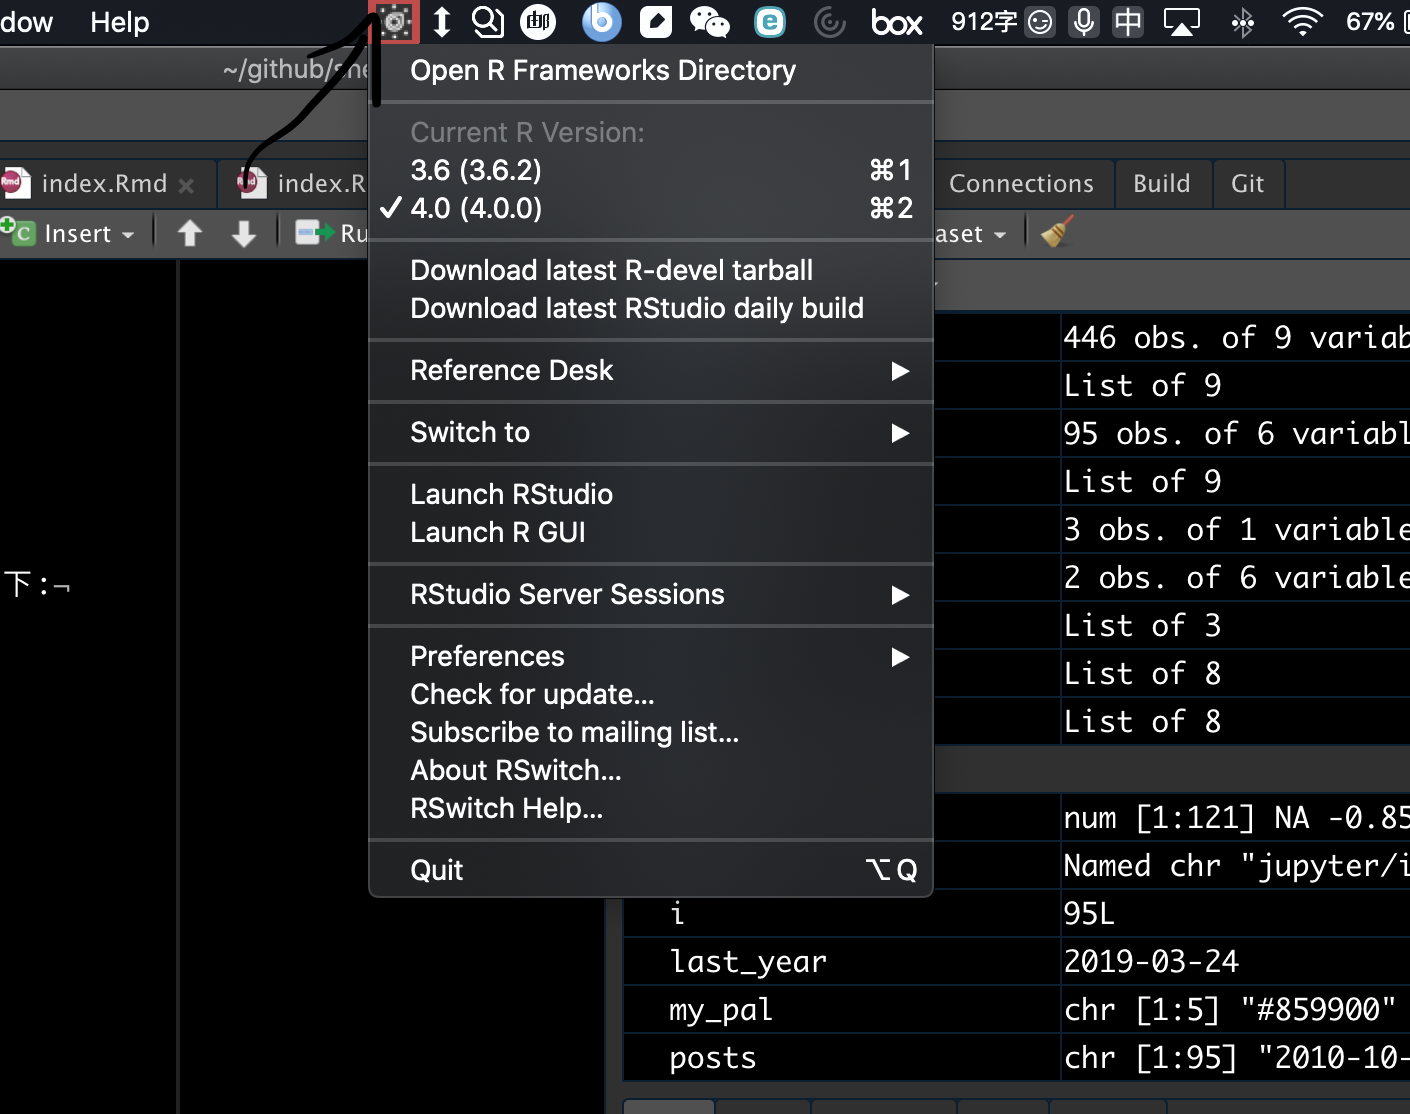 dow Help
b
e
box
912字
中
67%
~/github/she
Open R Frameworks Directory
Current R Version:
3.6 (3.6.2) ⌘1
✓ 4.0 (4.0.0) ⌘2
Download latest R-devel tarball
Download latest RStudio daily build
Reference Desk
Switch to
Launch RStudio
Launch R GUI
RStudio Server Sessions
Preferences
Check for update...
Subscribe to mailing list...
About RSwitch...
RSwitch Help...
Quit ⌥Q
Rmd index.Rmd
index.R
Insert
Ru
下:¬
Connections Build Git
aset
446 obs. of 9 variab
List of 9
95 obs. of 6 variabl
List of 9
3 obs. of 1 variable
2 obs. of 6 variable
List of 3
List of 8
List of 8
num [1:121] NA -0.85
Named chr "jupyter/i
i 95L
last_year 2019-03-24
my_pal chr [1:5] "#859900"
posts chr [1:95] "2010-10-